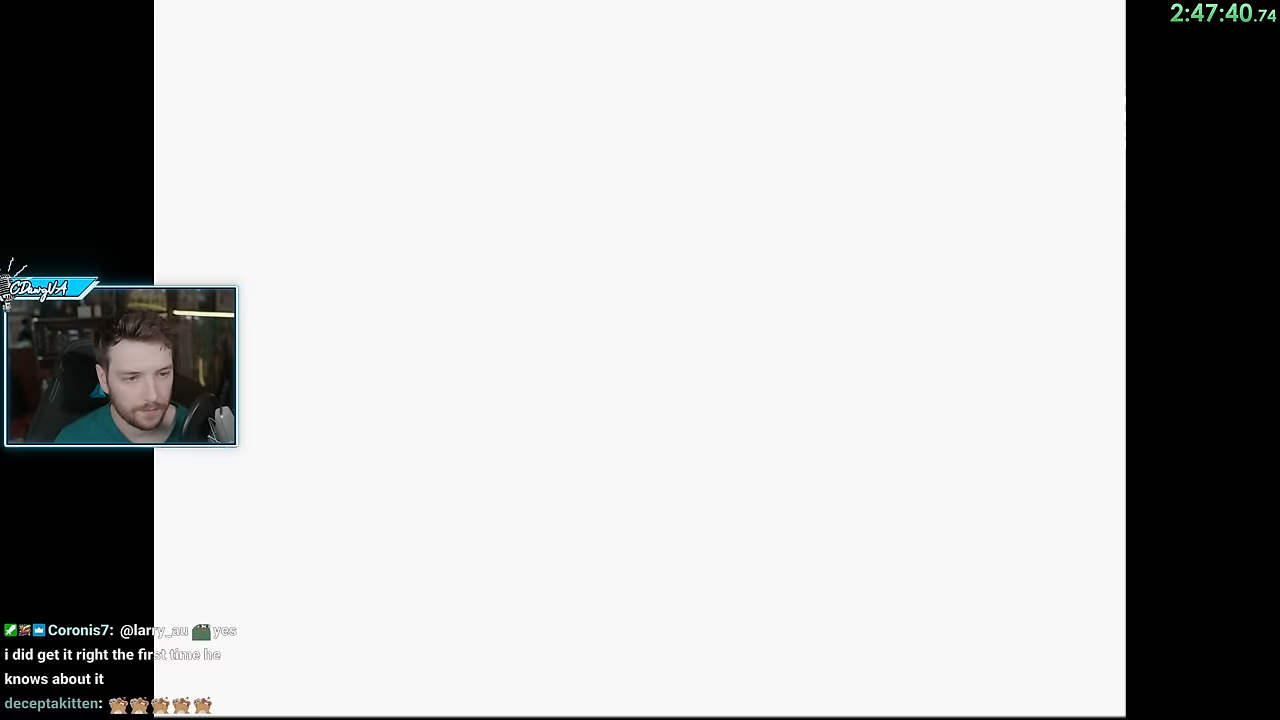 2:47:40.74
CDawgVA
Coronis7: @larry_au yes
i did get it right the first time he
knows about it
deceptakitten: